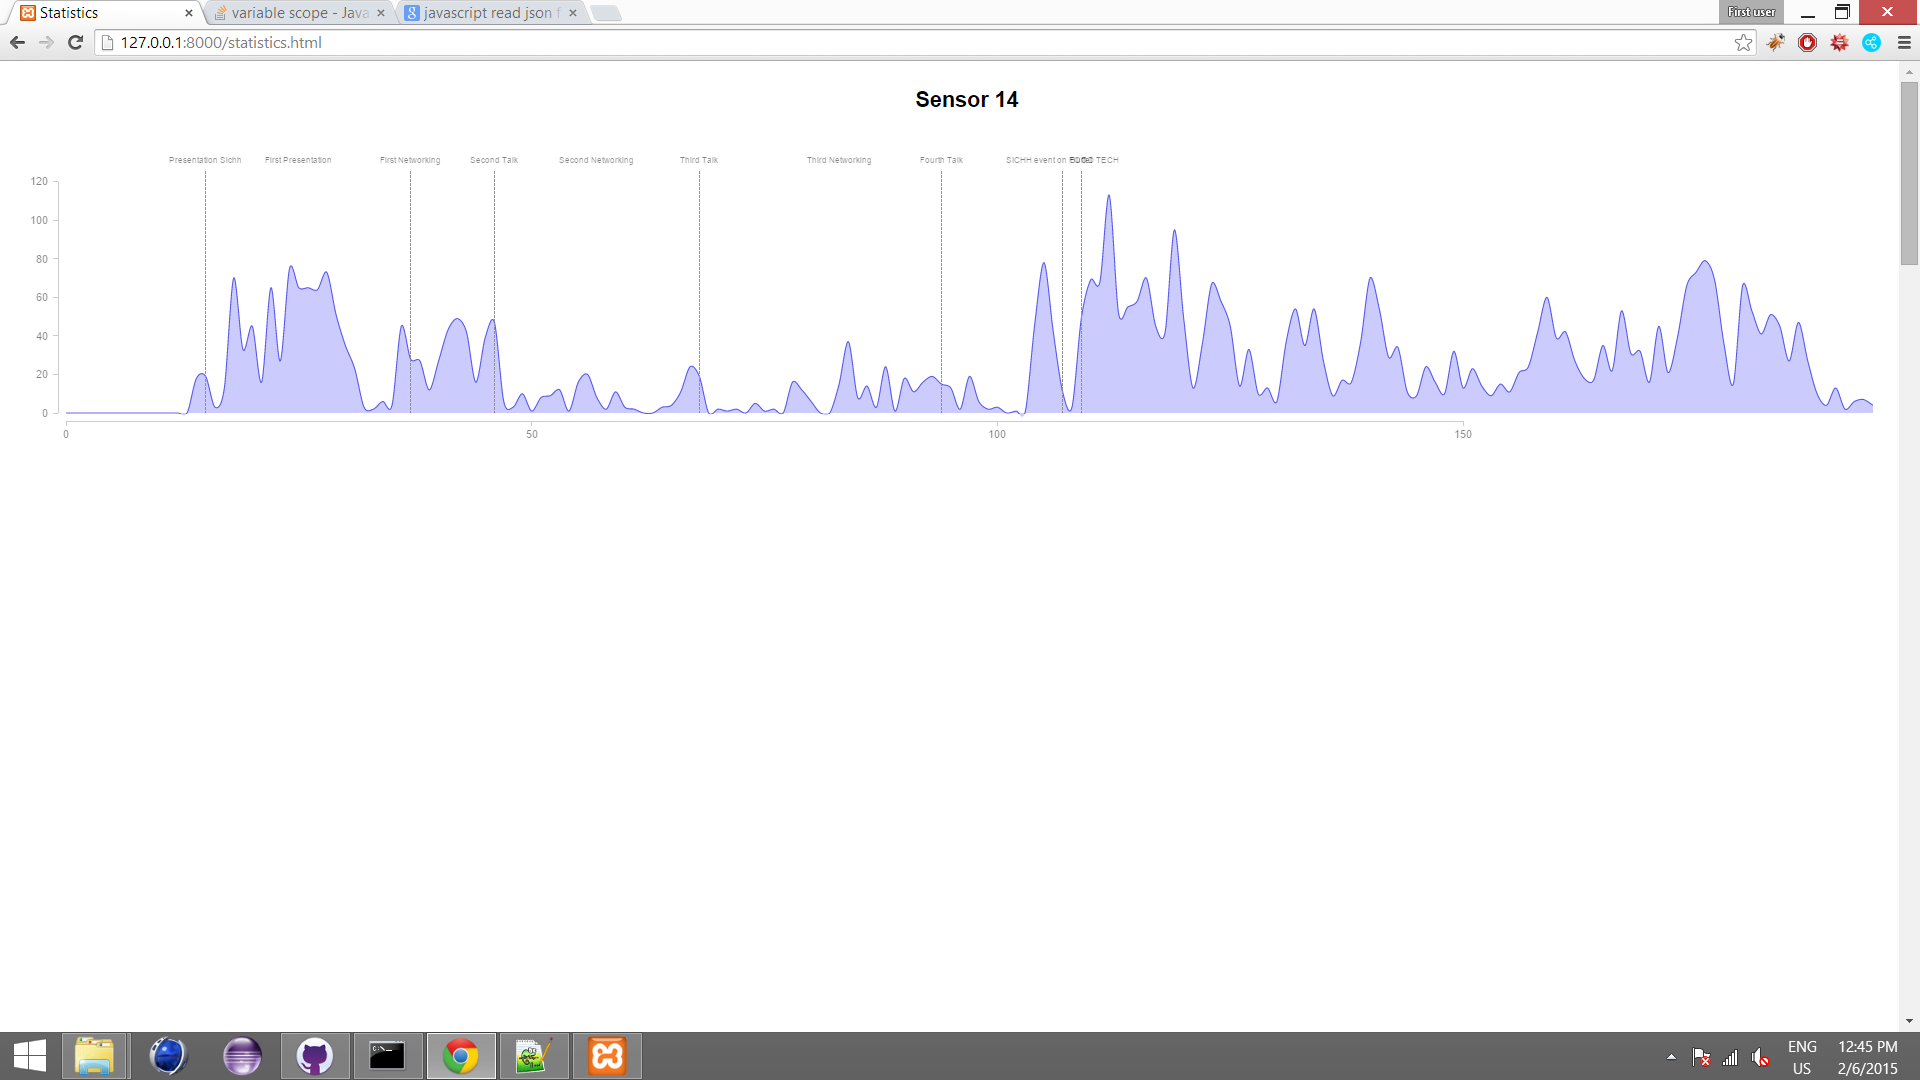 Statistics
variable scope - Java
javascript read json f
First user
127.0.0.1:8000/statistics.html
Sensor 14
Presentation Sichh
First Presentation
First Networking
Second Talk
Second Networking
Third Talk
Third Networking
Fourth Talk
SICHH event on
TECH
120
100
80
60
40
20
0
0
50
100
150
ENG
US
12:45 PM
2/6/2015